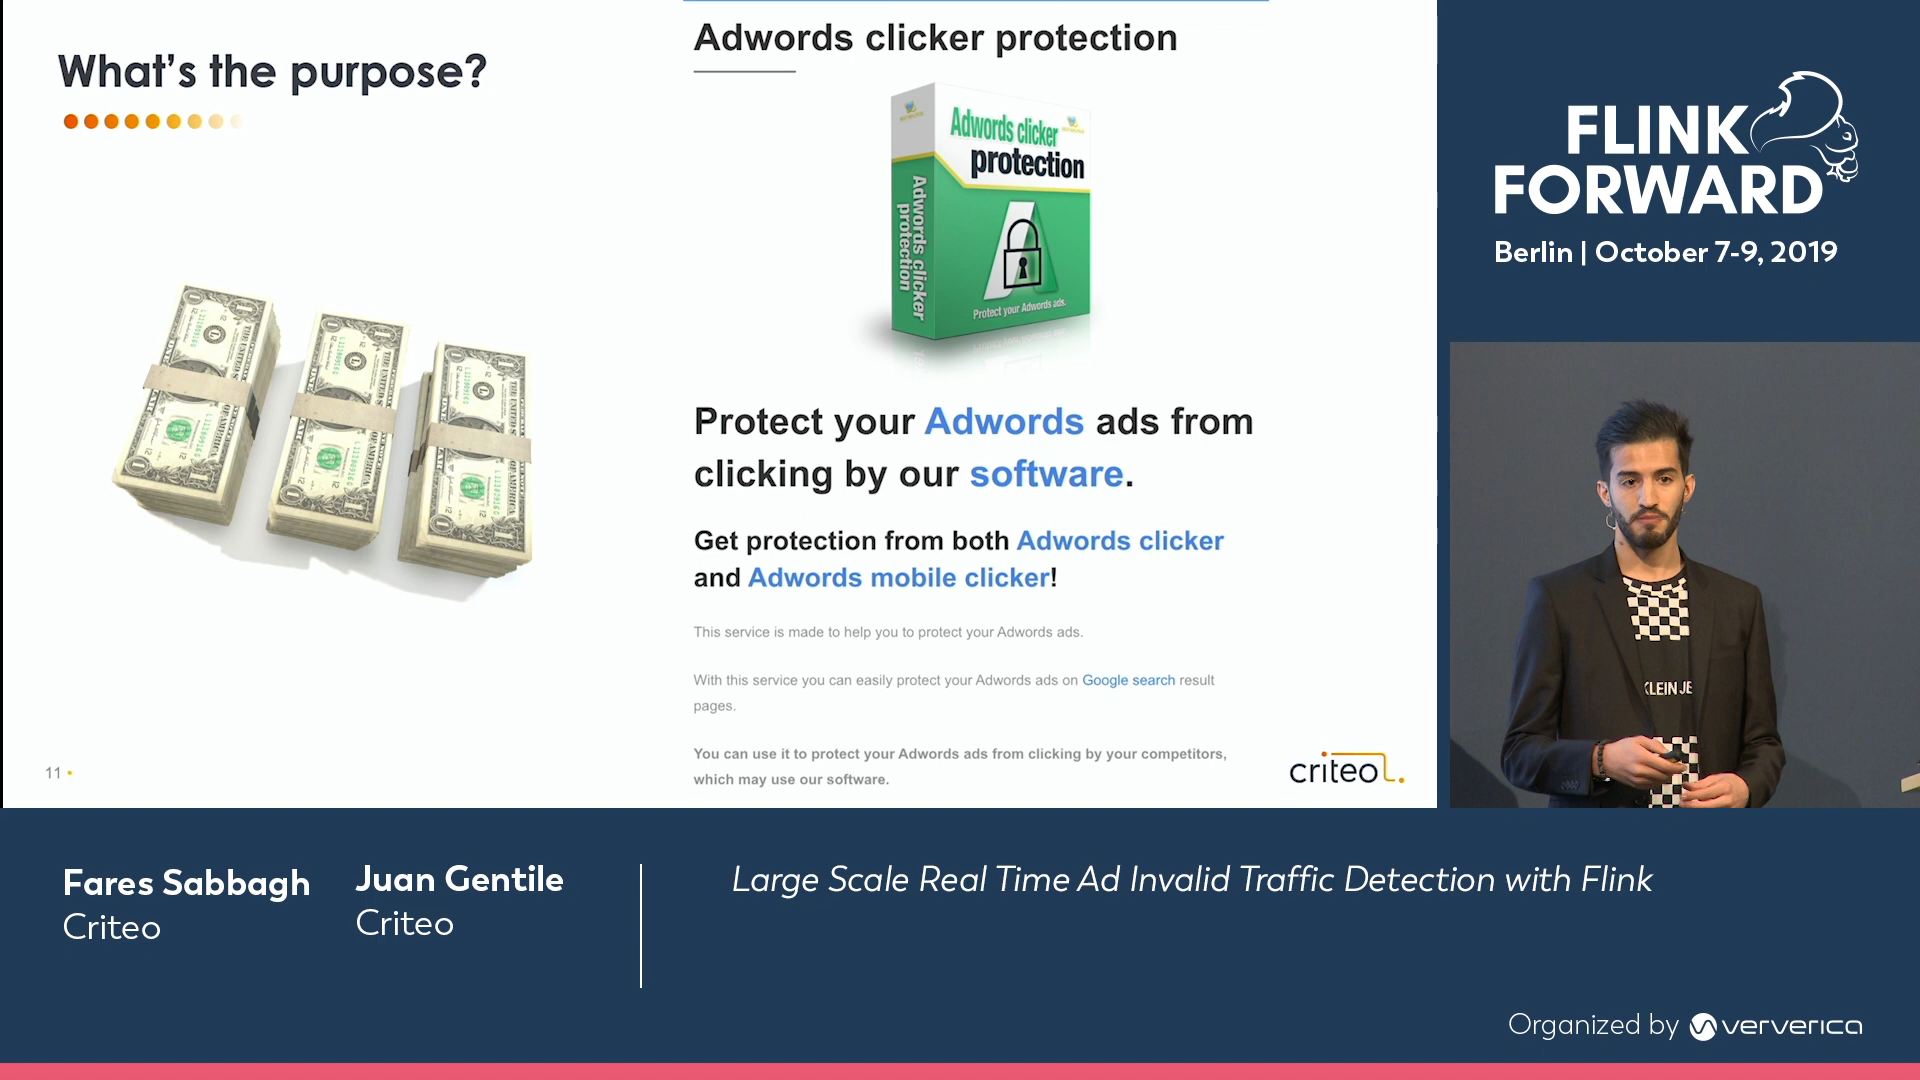 What's the purpose?
Adwords clicker protection
Adwords clicker
protection
Adwords clicker
protection
Protect your Adwords ads.
Protect your Adwords ads from
clicking by our software.
Get protection from both Adwords clicker
and Adwords mobile clicker!
This service is made to help you to protect your Adwords ads.
With this service you can easily protect your Adwords ads on Google search result
pages.
You can use it to protect your Adwords ads from clicking by your competitors,
which may use our software.
11
criteo
FLINK
FORWARD
Berlin | October 7-9, 2019
KLEIN JE
Fares Sabbagh
Criteo
Juan Gentile
Criteo
Large Scale Real Time Ad Invalid Traffic Detection with Flink
Organized by ververica